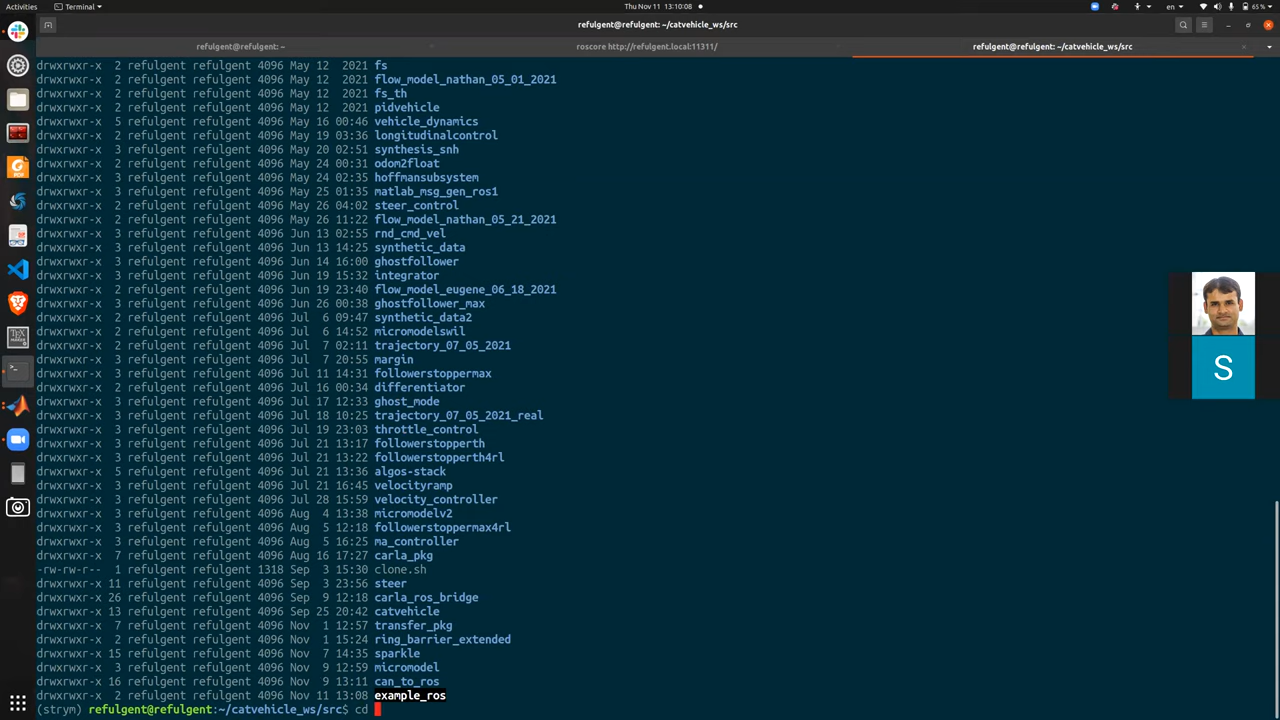 Activities
Terminal
Thu Nov 11 13:10:08
en
65 %
refulgent@refulgent: ~/catvehicle_ws/src
refulgent@refulgent: ~
roscore http://refulgent.local:11311/
refulgent@refulgent: ~/catvehicle_ws/src
drwxrwxr-x 2 refulgent refulgent 4096 May 12 2021 fs
drwxrwxr-x 2 refulgent refulgent 4096 May 12 2021 flow_model_nathan_05_01_2021
drwxrwxr-x 2 refulgent refulgent 4096 May 12 2021 fs_th
drwxrwxr-x 2 refulgent refulgent 4096 May 12 2021 pidvehicle
drwxrwxr-x 5 refulgent refulgent 4096 May 16 00:46 vehicle_dynamics
drwxrwxr-x 2 refulgent refulgent 4096 May 19 03:36 longitudinalcontrol
drwxrwxr-x 3 refulgent refulgent 4096 May 20 02:51 synthesis_snh
drwxrwxr-x 2 refulgent refulgent 4096 May 24 00:31 odom2float
drwxrwxr-x 3 refulgent refulgent 4096 May 24 02:35 hoffmansubsystem
drwxrwxr-x 3 refulgent refulgent 4096 May 25 01:35 matlab_msg_gen_ros1
drwxrwxr-x 2 refulgent refulgent 4096 May 26 04:02 steer_control
drwxrwxr-x 2 refulgent refulgent 4096 May 26 11:22 flow_model_nathan_05_21_2021
drwxrwxr-x 3 refulgent refulgent 4096 Jun 13 02:55 rnd_cmd_vel
drwxrwxr-x 2 refulgent refulgent 4096 Jun 13 14:25 synthetic_data
drwxrwxr-x 3 refulgent refulgent 4096 Jun 14 16:00 ghostfollower
drwxrwxr-x 3 refulgent refulgent 4096 Jun 19 15:32 integrator
drwxrwxr-x 2 refulgent refulgent 4096 Jun 19 23:40 flow_model_eugene_06_18_2021
drwxrwxr-x 3 refulgent refulgent 4096 Jun 26 00:38 ghostfollower_max
drwxrwxr-x 2 refulgent refulgent 4096 Jul 6 09:47 synthetic_data2
drwxrwxr-x 2 refulgent refulgent 4096 Jul 6 14:52 micromodelswil
drwxrwxr-x 2 refulgent refulgent 4096 Jul 7 02:11 trajectory_07_05_2021
drwxrwxr-x 3 refulgent refulgent 4096 Jul 7 20:55 margin
drwxrwxr-x 3 refulgent refulgent 4096 Jul 11 14:31 followerstoppermax
drwxrwxr-x 2 refulgent refulgent 4096 Jul 16 00:34 differentiator
drwxrwxr-x 3 refulgent refulgent 4096 Jul 17 12:33 ghost_mode
drwxrwxr-x 2 refulgent refulgent 4096 Jul 18 10:25 trajectory_07_05_2021_real
drwxrwxr-x 3 refulgent refulgent 4096 Jul 19 23:03 throttle_control
drwxrwxr-x 3 refulgent refulgent 4096 Jul 21 13:17 followerstopperth
drwxrwxr-x 3 refulgent refulgent 4096 Jul 21 13:22 followerstopperth4rl
drwxrwxr-x 5 refulgent refulgent 4096 Jul 21 13:36 algos-stack
drwxrwxr-x 2 refulgent refulgent 4096 Jul 21 16:45 velocityramp
drwxrwxr-x 3 refulgent refulgent 4096 Jul 28 15:59 velocity_controller
drwxrwxr-x 3 refulgent refulgent 4096 Aug 4 13:38 micromodelv2
drwxrwxr-x 3 refulgent refulgent 4096 Aug 5 12:18 followerstoppermax4rl
drwxrwxr-x 3 refulgent refulgent 4096 Aug 5 16:25 ma_controller
drwxrwxr-x 7 refulgent refulgent 4096 Aug 16 17:27 carla_pkg
-rw-rw-r-- 1 refulgent refulgent 1318 Sep 3 15:30 clone.sh
drwxrwxr-x 11 refulgent refulgent 4096 Sep 3 23:56 steer
drwxrwxr-x 26 refulgent refulgent 4096 Sep 9 12:18 carla_ros_bridge
drwxrwxr-x 13 refulgent refulgent 4096 Sep 25 20:42 catvehicle
drwxrwxr-x 7 refulgent refulgent 4096 Nov 1 12:57 transfer_pkg
drwxrwxr-x 2 refulgent refulgent 4096 Nov 1 15:24 ring_barrier_extended
drwxrwxr-x 15 refulgent refulgent 4096 Nov 7 14:35 sparkle
drwxrwxr-x 3 refulgent refulgent 4096 Nov 9 12:59 micromodel
drwxrwxr-x 16 refulgent refulgent 4096 Nov 9 13:11 can_to_ros
drwxrwxr-x 2 refulgent refulgent 4096 Nov 11 13:08 example_ros
(strym) refulgent@refulgent:~/catvehicle_ws/src$ cd
S